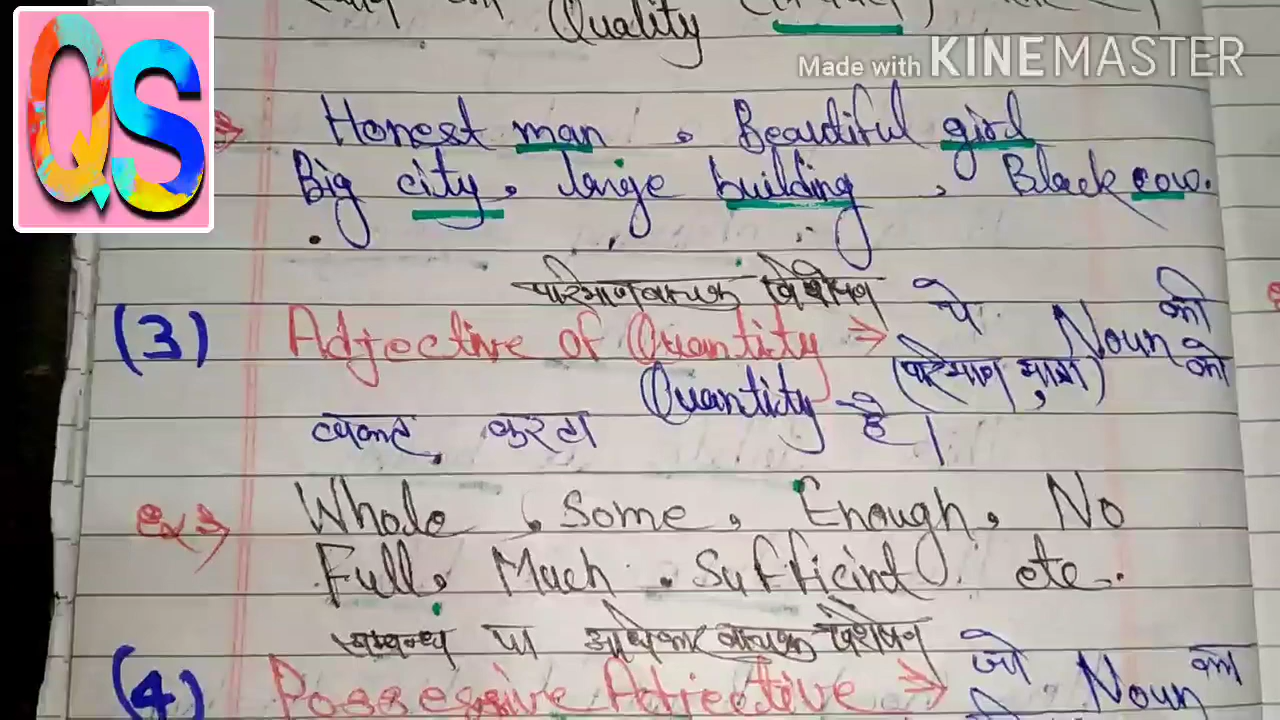 Quality
QS
Made with KINEMASTER
Honest man, Beautiful girl
Big city, large building, Black cow.
परिमाणवाचक विशेषण
(3) Adjective of Quantity ⇒ ये Noun की
Quantity (परिमाण, मात्रा) को
व्यक्त करता है।
ex⇒ Whole, Some, Enough, No
Full, Much, Sufficint etc.
सम्बन्ध या अधिकार वाचक विशेषण
(4) Possessive Adjective ⇒ जो Noun